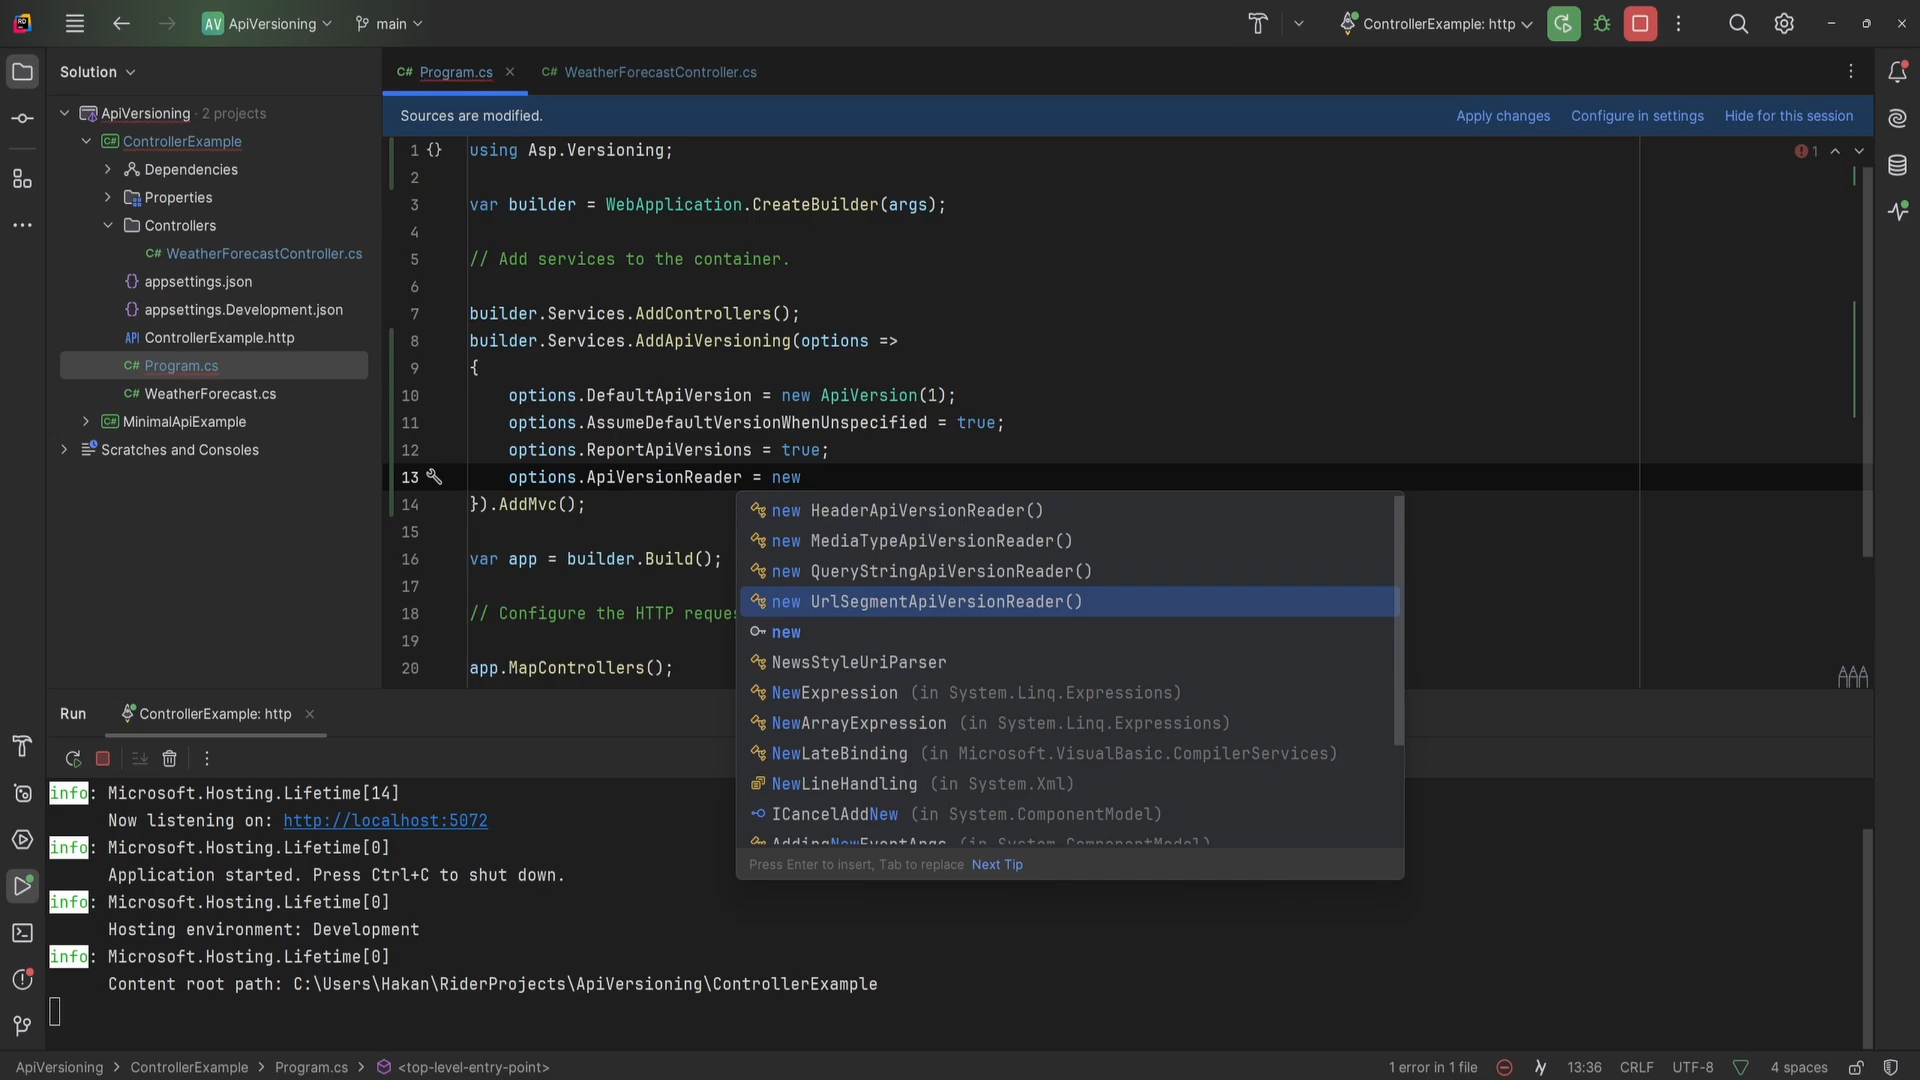 AV ApiVersioning
main
ControllerExample: http
Solution
ApiVersioning · 2 projects
ControllerExample
Dependencies
Properties
Controllers
C# WeatherForecastController.cs
{} appsettings.json
{} appsettings.Development.json
API ControllerExample.http
C# Program.cs
C# WeatherForecast.cs
C# MinimalApiExample
Scratches and Consoles
C# Program.cs
C# WeatherForecastController.cs
Sources are modified.
Apply changes
Configure in settings
Hide for this session
1
1 {} using Asp.Versioning;
2
3 var builder = WebApplication.CreateBuilder(args);
4
5 // Add services to the container.
6
7 builder.Services.AddControllers();
8 builder.Services.AddApiVersioning(options =>
9 {
10 options.DefaultApiVersion = new ApiVersion(1);
11 options.AssumeDefaultVersionWhenUnspecified = true;
12 options.ReportApiVersions = true;
13 options.ApiVersionReader = new
14 }).AddMvc();
15
16 var app = builder.Build();
17
18 // Configure the HTTP reques
19
20 app.MapControllers();
new HeaderApiVersionReader()
new MediaTypeApiVersionReader()
new QueryStringApiVersionReader()
new UrlSegmentApiVersionReader()
new
NewsStyleUriParser
NewExpression (in System.Linq.Expressions)
NewArrayExpression (in System.Linq.Expressions)
NewLateBinding (in Microsoft.VisualBasic.CompilerServices)
NewLineHandling (in System.Xml)
ICancelAddNew (in System.ComponentModel)
AddingNewEventArgs (in System.ComponentModel)
Press Enter to insert, Tab to replace Next Tip
Run
ControllerExample: http
info: Microsoft.Hosting.Lifetime[14]
Now listening on: http://localhost:5072
info: Microsoft.Hosting.Lifetime[0]
Application started. Press Ctrl+C to shut down.
info: Microsoft.Hosting.Lifetime[0]
Hosting environment: Development
info: Microsoft.Hosting.Lifetime[0]
Content root path: C:\Users\Hakan\RiderProjects\ApiVersioning\ControllerExample
ApiVersioning > ControllerExample > Program.cs > <top-level-entry-point>
1 error in 1 file
13:36
CRLF
UTF-8
4 spaces